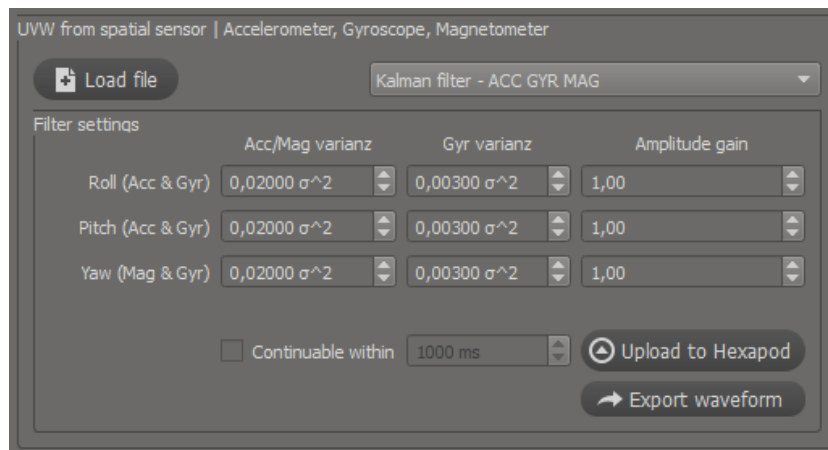 UVW from spatial sensor | Accelerometer, Gyroscope, Magnetometer
Load file
Kalman filter - ACC GYR MAG
Filter settings
Acc/Mag varianz Gyr varianz Amplitude gain
Roll (Acc & Gyr) 0,02000 σ^2 0,00300 σ^2 1,00
Pitch (Acc & Gyr) 0,02000 σ^2 0,00300 σ^2 1,00
Yaw (Mag & Gyr) 0,02000 σ^2 0,00300 σ^2 1,00
Continuable within 1000 ms Upload to Hexapod
Export waveform